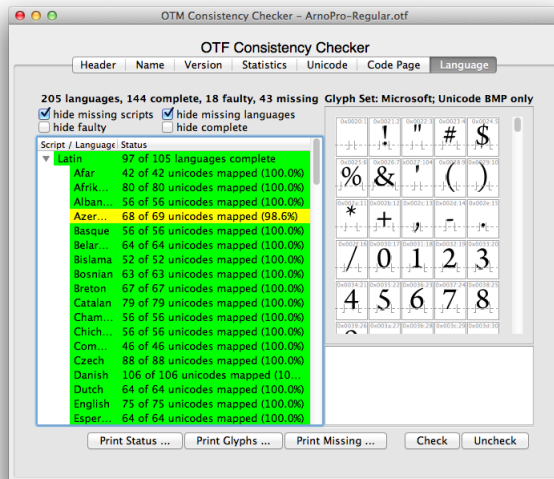 OTM Consistency Checker – ArnoPro-Regular.otf
OTF Consistency Checker
Header Name Version Statistics Unicode Code Page Language
205 languages, 144 complete, 18 faulty, 43 missing Glyph Set: Microsoft; Unicode BMP only
hide missing scripts hide missing languages
hide faulty hide complete
Script / Language Status
Latin 97 of 105 languages complete
Afar 42 of 42 unicodes mapped (100.0%)
Afrik... 80 of 80 unicodes mapped (100.0%)
Alban... 56 of 56 unicodes mapped (100.0%)
Azer... 68 of 69 unicodes mapped (98.6%)
Basque 56 of 56 unicodes mapped (100.0%)
Belar... 64 of 64 unicodes mapped (100.0%)
Bislama 52 of 52 unicodes mapped (100.0%)
Bosnian 63 of 63 unicodes mapped (100.0%)
Breton 67 of 67 unicodes mapped (100.0%)
Catalan 79 of 79 unicodes mapped (100.0%)
Cham... 56 of 56 unicodes mapped (100.0%)
Chich... 56 of 56 unicodes mapped (100.0%)
Com... 46 of 46 unicodes mapped (100.0%)
Czech 88 of 88 unicodes mapped (100.0%)
Danish 106 of 106 unicodes mapped (10...
Dutch 64 of 64 unicodes mapped (100.0%)
English 75 of 75 unicodes mapped (100.0%)
Esper... 64 of 64 unicodes mapped (100.0%)
! " # $
% & ' ( )
* + , - .
/ 0 1 2 3
4 5 6 7 8
Print Status ... Print Glyphs ... Print Missing ... Check Uncheck